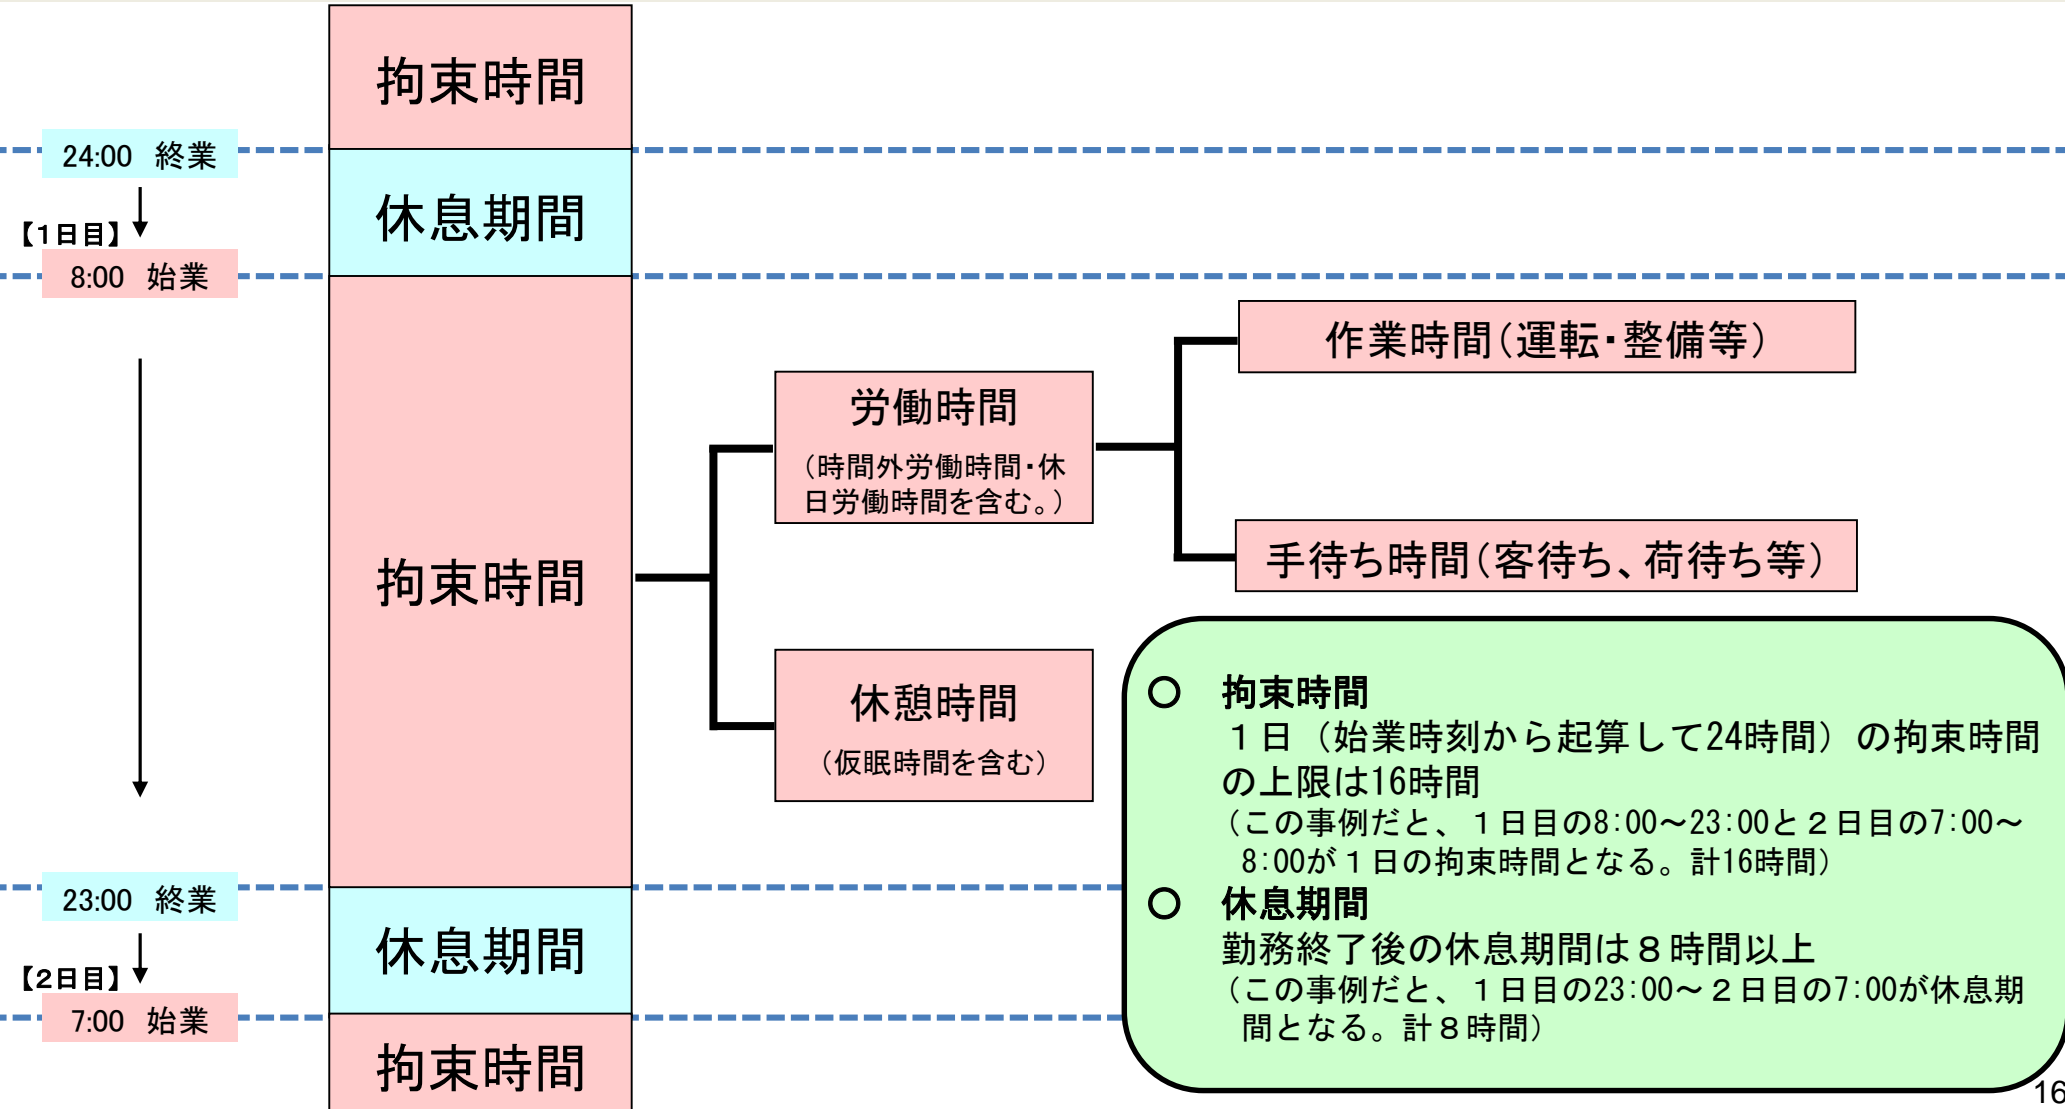 拘束時間
24:00 終業
休息期間
【1日目】
8:00 始業
作業時間（運転・整備等）
労働時間
（時間外労働時間・休
日労働時間を含む。）
手待ち時間（客待ち、荷待ち等）
拘束時間
休憩時間
（仮眠時間を含む）
○ 拘束時間
１日（始業時刻から起算して24時間）の拘束時間
の上限は16時間
（この事例だと、１日目の8:00～23:00と２日目の7:00～
8:00が１日の拘束時間となる。計16時間）
○ 休息期間
勤務終了後の休息期間は８時間以上
（この事例だと、１日目の23:00～２日目の7:00が休息期
間となる。計８時間）
23:00 終業
休息期間
【2日目】
7:00 始業
拘束時間
16